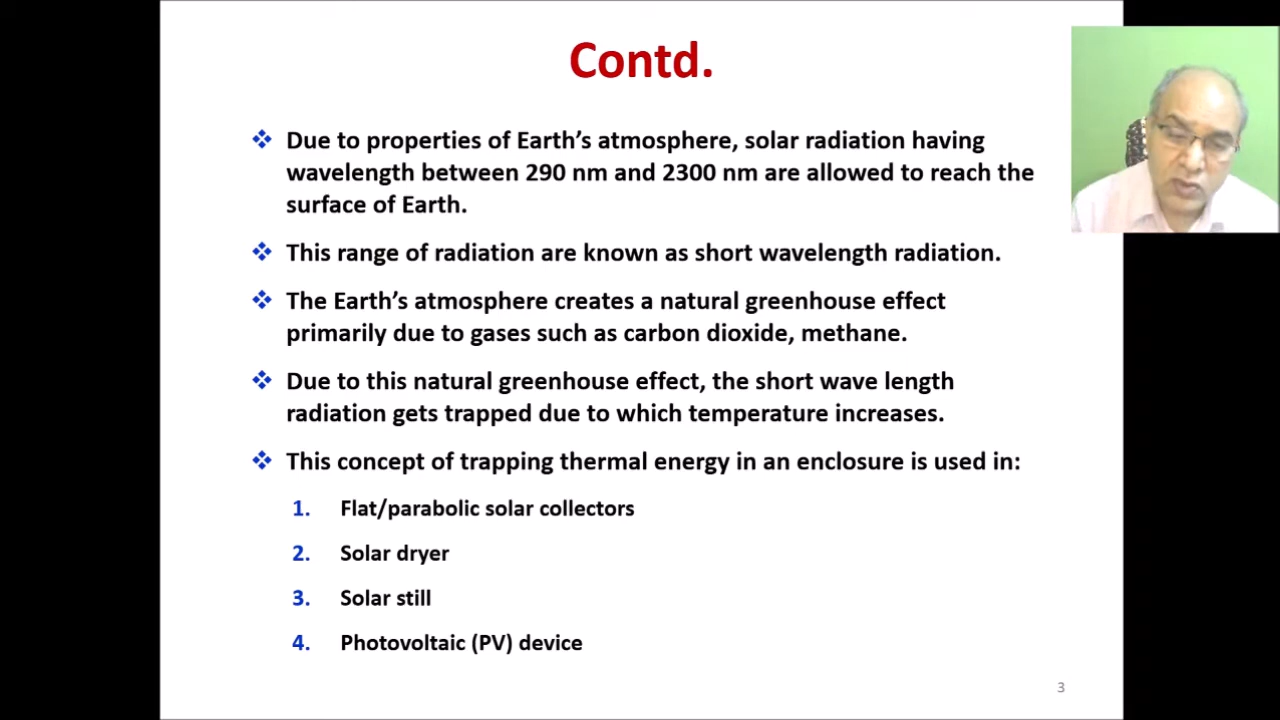 Contd.
Due to properties of Earth's atmosphere, solar radiation having
wavelength between 290 nm and 2300 nm are allowed to reach the
surface of Earth.
This range of radiation are known as short wavelength radiation.
The Earth's atmosphere creates a natural greenhouse effect
primarily due to gases such as carbon dioxide, methane.
Due to this natural greenhouse effect, the short wave length
radiation gets trapped due to which temperature increases.
This concept of trapping thermal energy in an enclosure is used in:
1. Flat/parabolic solar collectors
2. Solar dryer
3. Solar still
4. Photovoltaic (PV) device
3